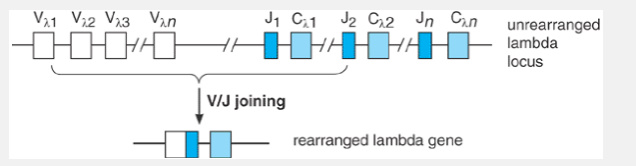 Vλ1 Vλ2 Vλ3 Vλn J1 Cλ1 J2 Cλ2 Jn Cλn
unrearranged
lambda
locus
V/J joining
rearranged lambda gene